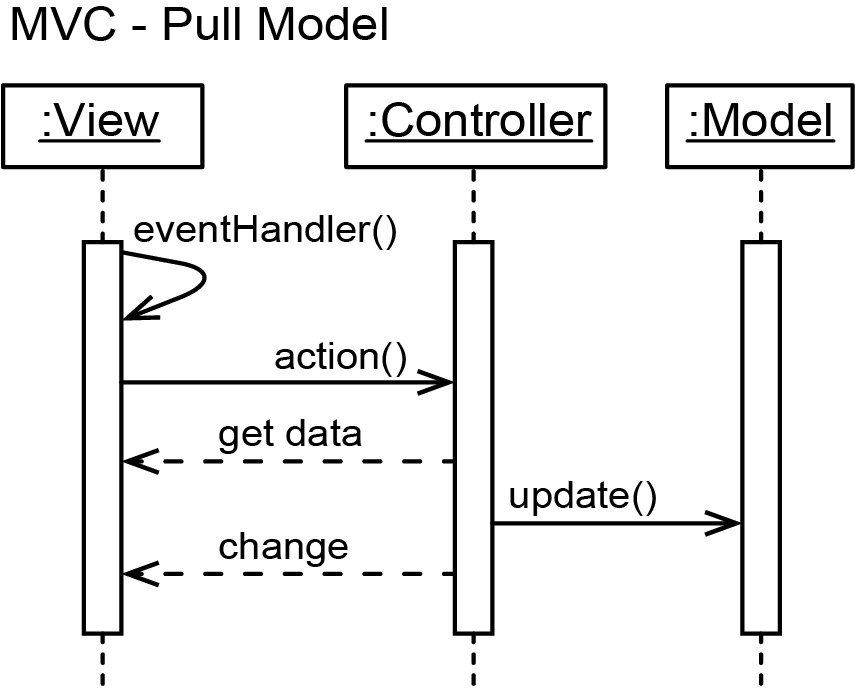 MVC - Pull Model
:View
:Controller
:Model
eventHandler()
action()
get data
update()
change